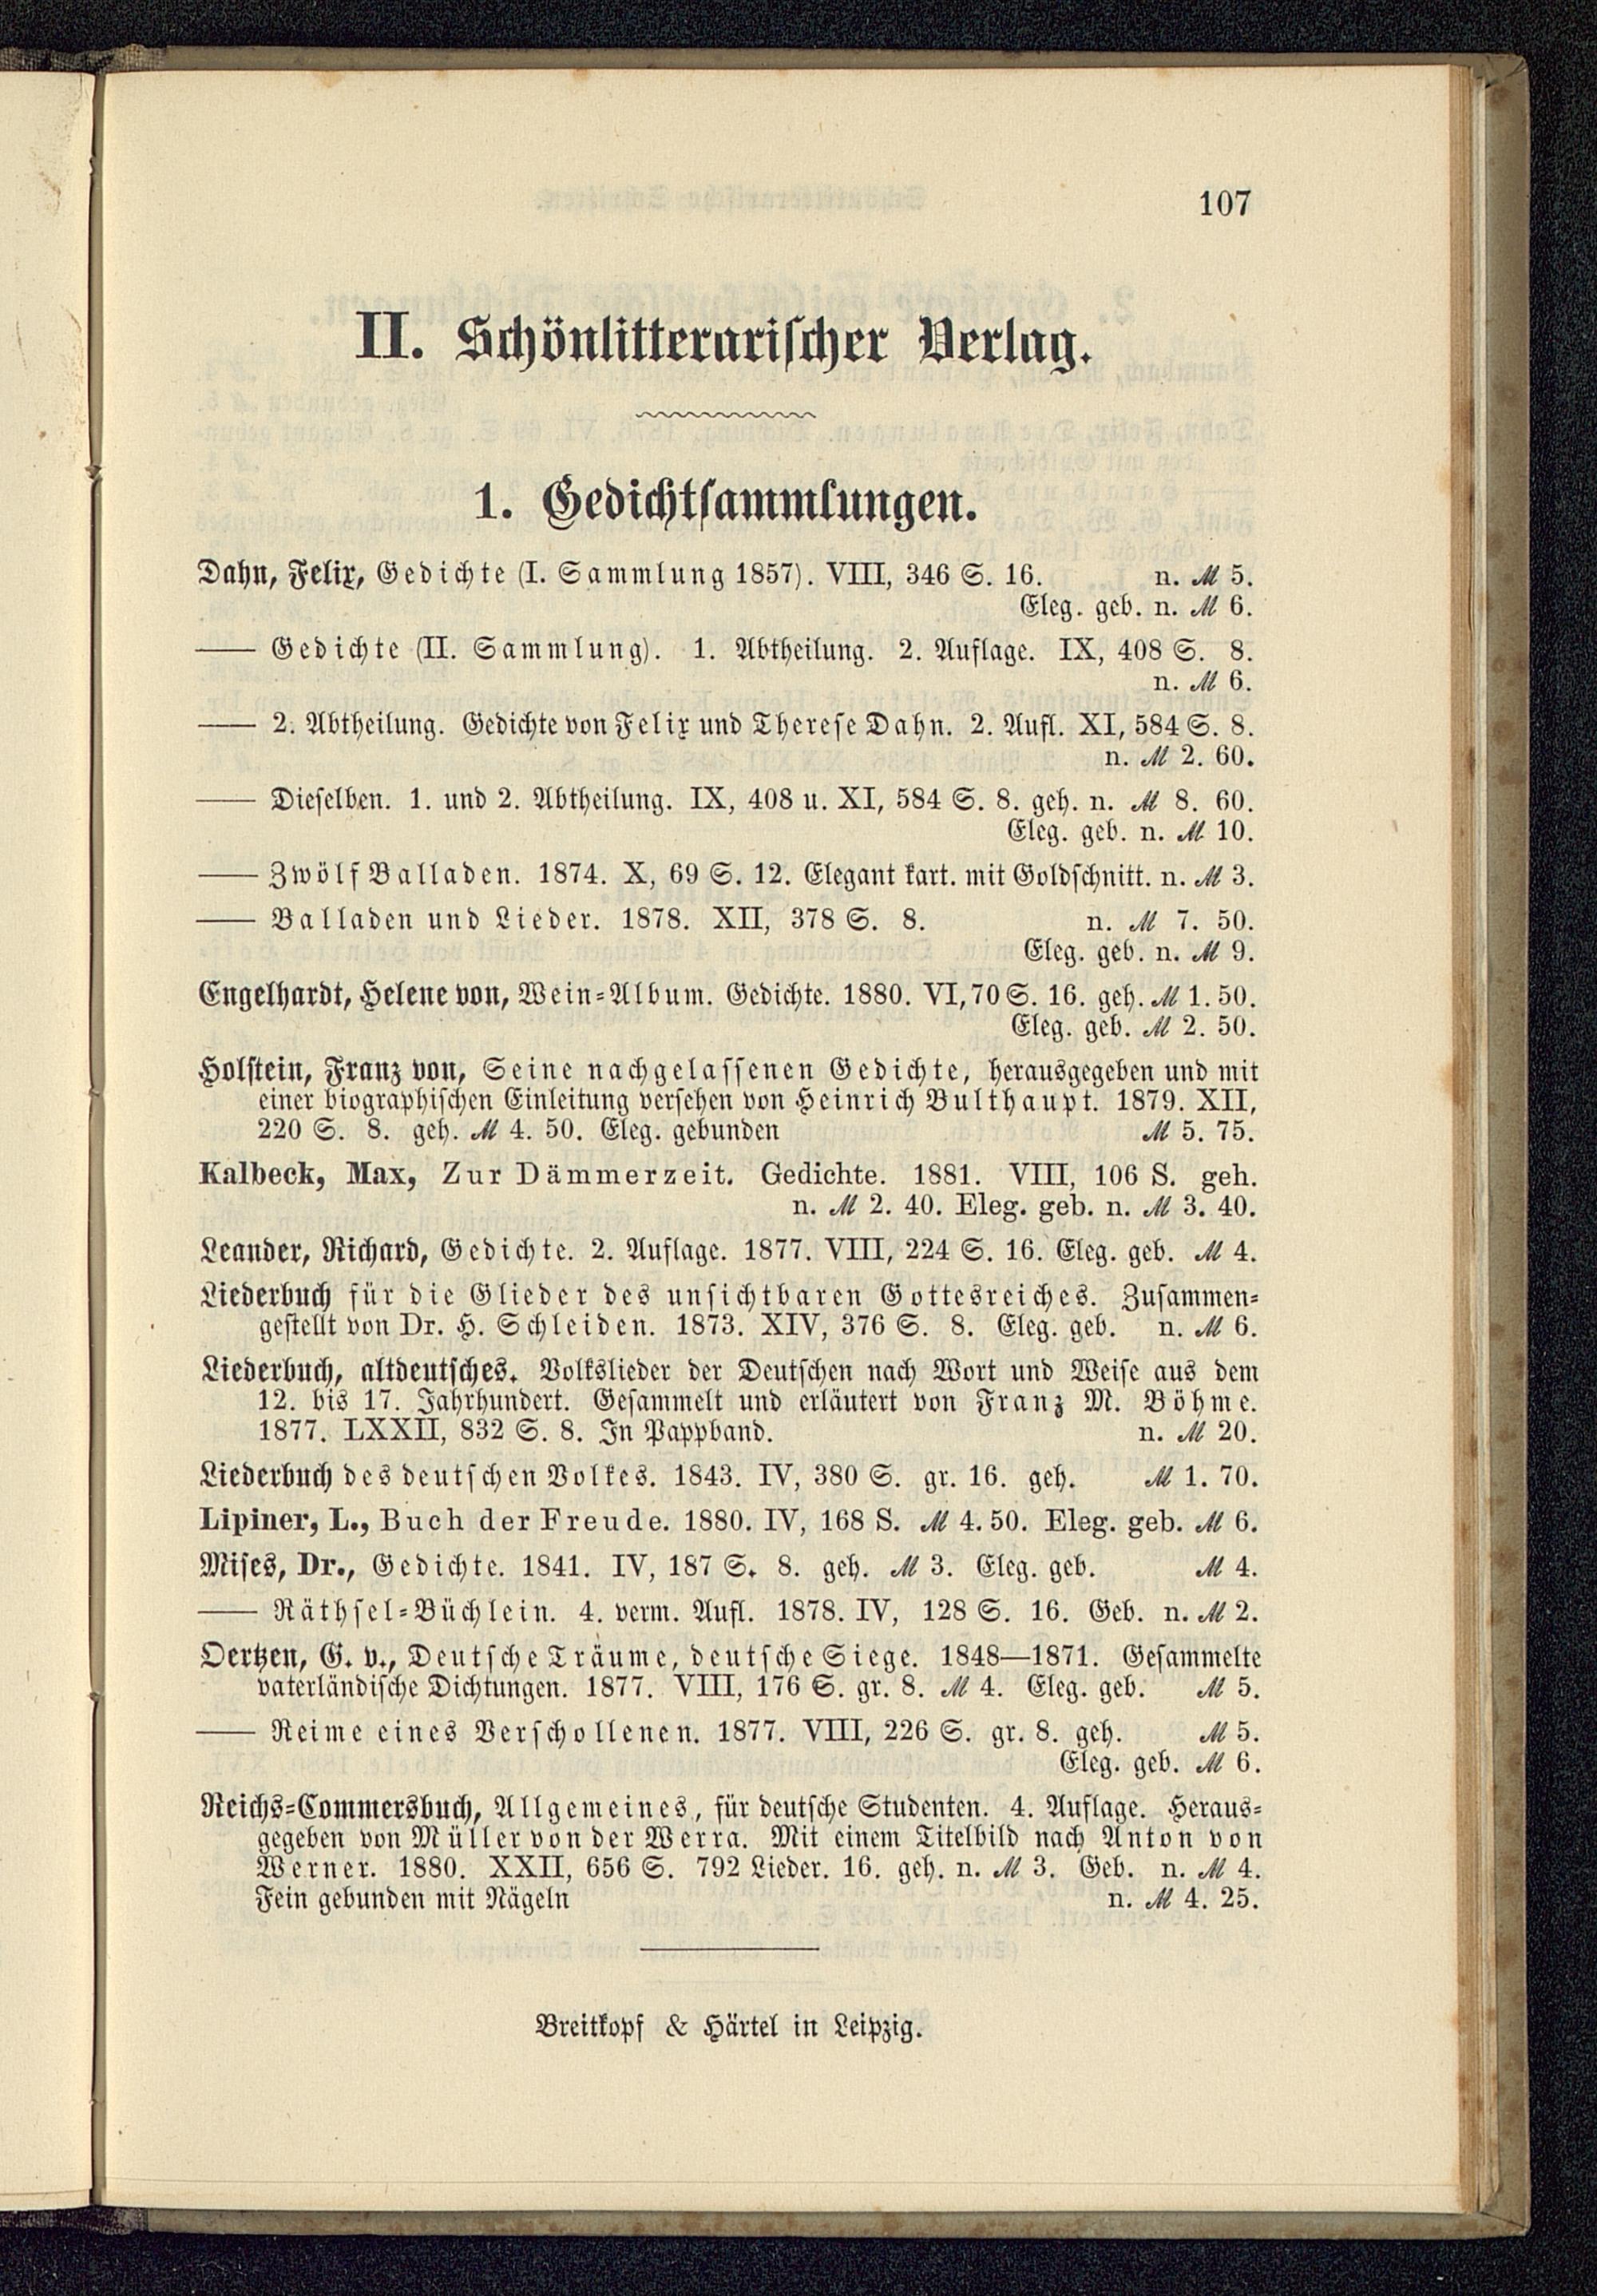 107
II. Schönlitterarischer Verlag.
1. Gedichtsammlungen.
Dahn, Felix, Gedichte (I. Sammlung 1857). VIII, 346 S. 16. n. M 5.
Eleg. geb. n. M 6.
—— Gedichte (II. Sammlung). 1. Abtheilung. 2. Auflage. IX, 408 S. 8.
n. M 6.
—— 2. Abtheilung. Gedichte von Felix und Therese Dahn. 2. Aufl. XI, 584 S. 8.
n. M 2. 60.
—— Dieselben. 1. und 2. Abtheilung. IX, 408 u. XI, 584 S. 8. geh. n. M 8. 60.
Eleg. geb. n. M 10.
—— Zwölf Balladen. 1874. X, 69 S. 12. Elegant kart. mit Goldschnitt. n. M 3.
—— Balladen und Lieder. 1878. XII, 378 S. 8. n. M 7. 50.
Eleg. geb. n. M 9.
Engelhardt, Helene von, Wein-Album. Gedichte. 1880. VI, 70 S. 16. geh. M 1. 50.
Eleg. geb. M 2. 50.
Holstein, Franz von, Seine nachgelassenen Gedichte, herausgegeben und mit
einer biographischen Einleitung versehen von Heinrich Bulthaupt. 1879. XII,
220 S. 8. geh. M 4. 50. Eleg. gebunden M 5. 75.
Kalbeck, Max, Zur Dämmerzeit. Gedichte. 1881. VIII, 106 S. geh.
n. M 2. 40. Eleg. geb. n. M 3. 40.
Leander, Richard, Gedichte. 2. Auflage. 1877. VIII, 224 S. 16. Eleg. geb. M 4.
Liederbuch für die Glieder des unsichtbaren Gottesreiches. Zusammen-
gestellt von Dr. H. Schleiden. 1873. XIV, 376 S. 8. Eleg. geb. n. M 6.
Liederbuch, altdeutsches. Volkslieder der Deutschen nach Wort und Weise aus dem
12. bis 17. Jahrhundert. Gesammelt und erläutert von Franz M. Böhme.
1877. LXXII, 832 S. 8. In Pappband. n. M 20.
Liederbuch des deutschen Volkes. 1843. IV, 380 S. gr. 16. geh. M 1. 70.
Lipiner, L., Buch der Freude. 1880. IV, 168 S. M 4. 50. Eleg. geb. M 6.
Mises, Dr., Gedichte. 1841. IV, 187 S. 8. geh. M 3. Eleg. geb. M 4.
—— Räthsel-Büchlein. 4. verm. Aufl. 1878. IV, 128 S. 16. Geb. n. M 2.
Oertzen, G. v., Deutsche Träume, deutsche Siege. 1848—1871. Gesammelte
vaterländische Dichtungen. 1877. VIII, 176 S. gr. 8. M 4. Eleg. geb. M 5.
—— Reime eines Verschollenen. 1877. VIII, 226 S. gr. 8. geh. M 5.
Eleg. geb. M 6.
Reichs-Commersbuch, Allgemeines, für deutsche Studenten. 4. Auflage. Heraus-
gegeben von Müller von der Werra. Mit einem Titelbild nach Anton von
Werner. 1880. XXII, 656 S. 792 Lieder. 16. geh. n. M 3. Geb. n. M 4.
Fein gebunden mit Nägeln n. M 4. 25.
Breitkopf & Härtel in Leipzig.